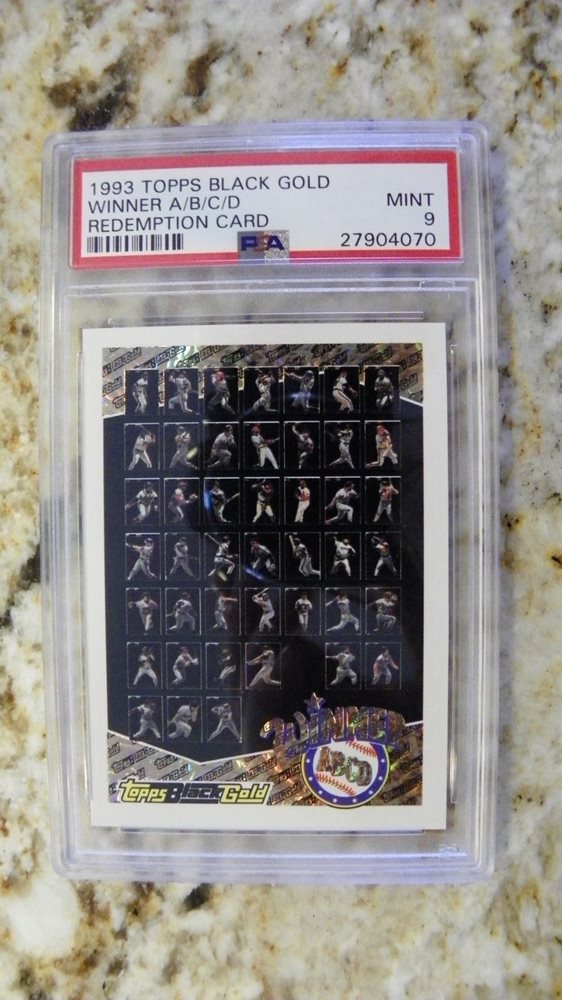 1993 TOPPS BLACK GOLD
WINNER A/B/C/D
REDEMPTION CARD
MINT
9
27904070
PSA
WINNER
ABCD
Topps Black Gold